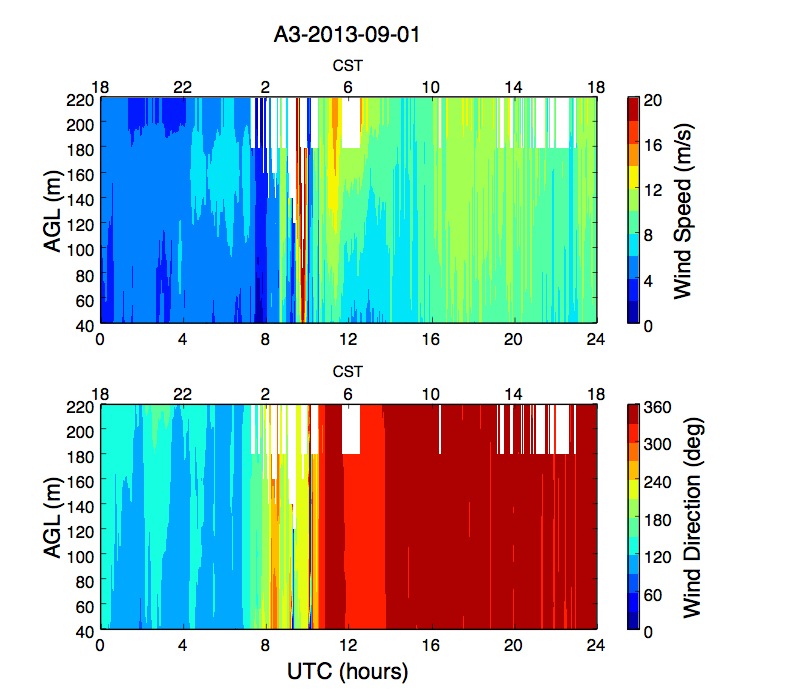 A3-2013-09-01
CST
18 22 2 6 10 14 18
220 200 180 160 140 120 100 80 60 40
AGL (m)
0 4 8 12 16 20 24
20 16 12 8 4 0
Wind Speed (m/s)
CST
18 22 2 6 10 14 18
220 200 180 160 140 120 100 80 60 40
AGL (m)
0 4 8 12 16 20 24
360 300 240 180 120 60 0
Wind Direction (deg)
UTC (hours)